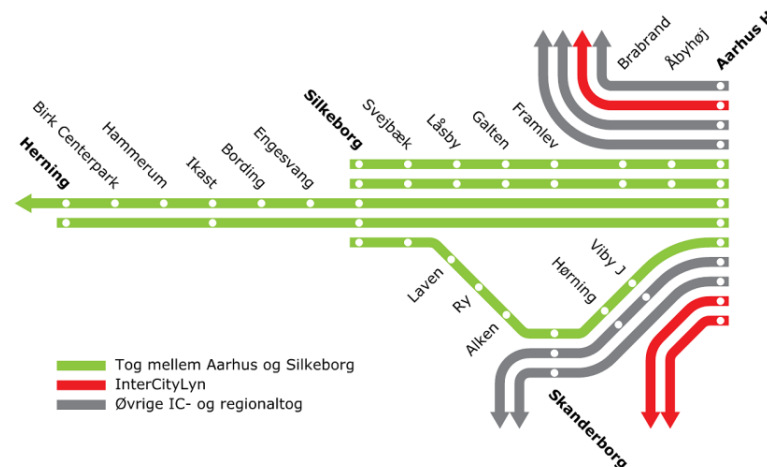 Herning
Birk Centerpark
Hammerum
Ikast
Bording
Engesvang
Silkeborg
Svejbæk
Låsby
Galten
Framlev
Brabrand
Åbyhøj
Aarhus H
Laven
Ry
Alken
Hørning
Viby J
Skanderborg
Tog mellem Aarhus og Silkeborg
InterCityLyn
Øvrige IC- og regionaltog